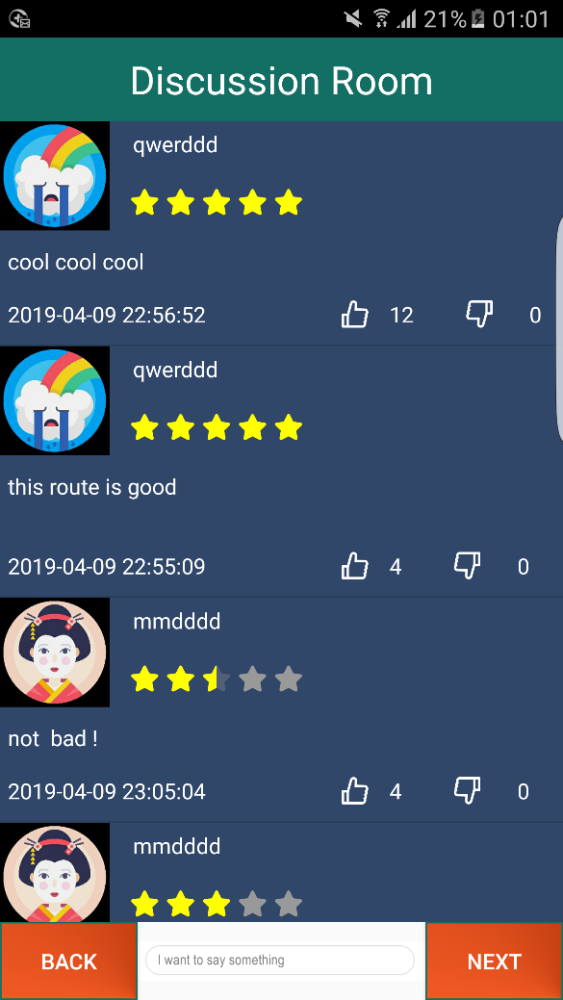 21% 01:01
Discussion Room
qwerddd
cool cool cool
2019-04-09 22:56:52 12 0
qwerddd
this route is good
2019-04-09 22:55:09 4 0
mmdddd
not  bad !
2019-04-09 23:05:04 4 0
mmdddd
BACK I want to say something NEXT